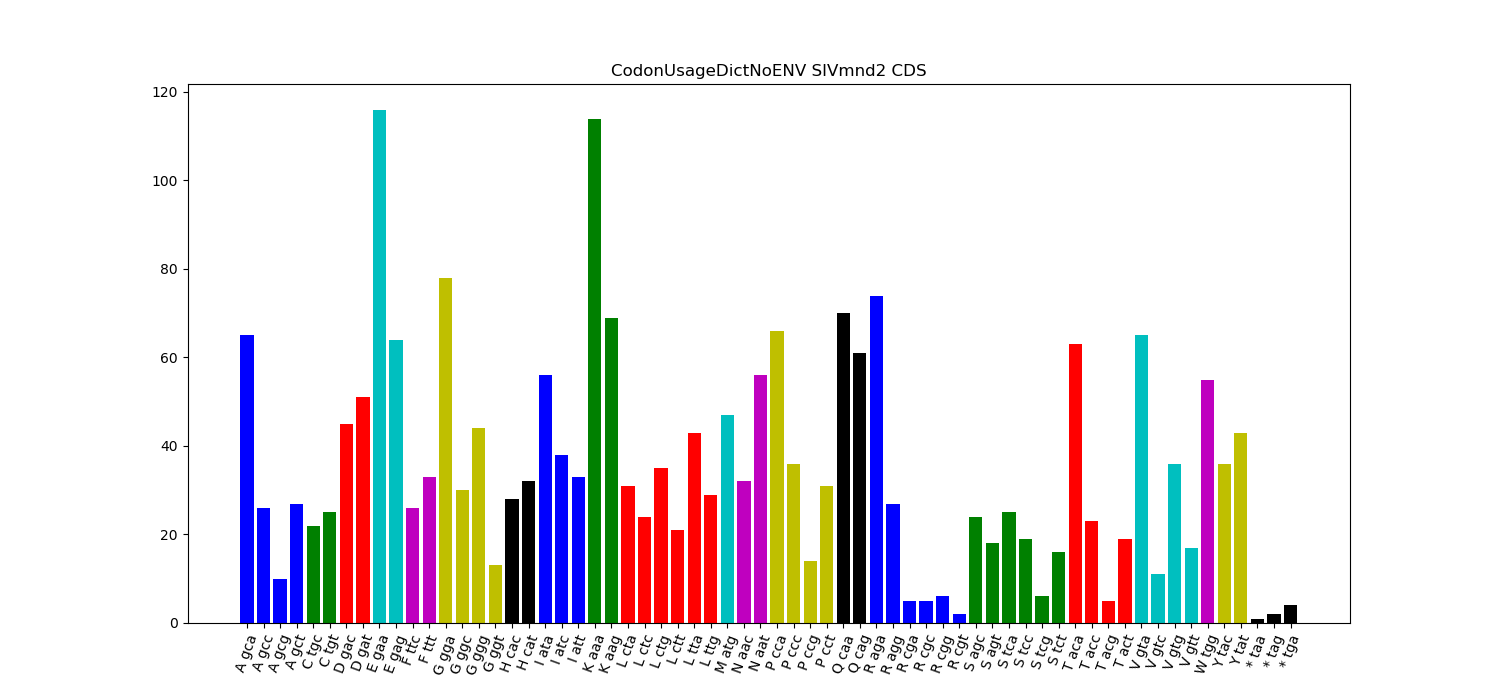 CodonUsageDictNoENV SIVmnd2 CDS
120
100
80
60
40
20
0
A gca
A gcc
A gcg
A gct
C tgc
C tgt
D gac
D gat
E gaa
E gag
F ttc
F ttt
G gga
G ggc
G ggg
G ggt
H cac
H cat
I ata
I atc
I att
K aaa
K aag
L cta
L ctc
L ctg
L ctt
L tta
L ttg
M atg
N aac
N aat
P cca
P ccc
P ccg
P cct
Q caa
Q cag
R aga
R agg
R cga
R cgc
R cgg
R cgt
S agc
S agt
S tca
S tcc
S tcg
S tct
T aca
T acc
T acg
T act
V gta
V gtc
V gtg
V gtt
W tgg
Y tac
Y tat
* taa
* tag
* tga